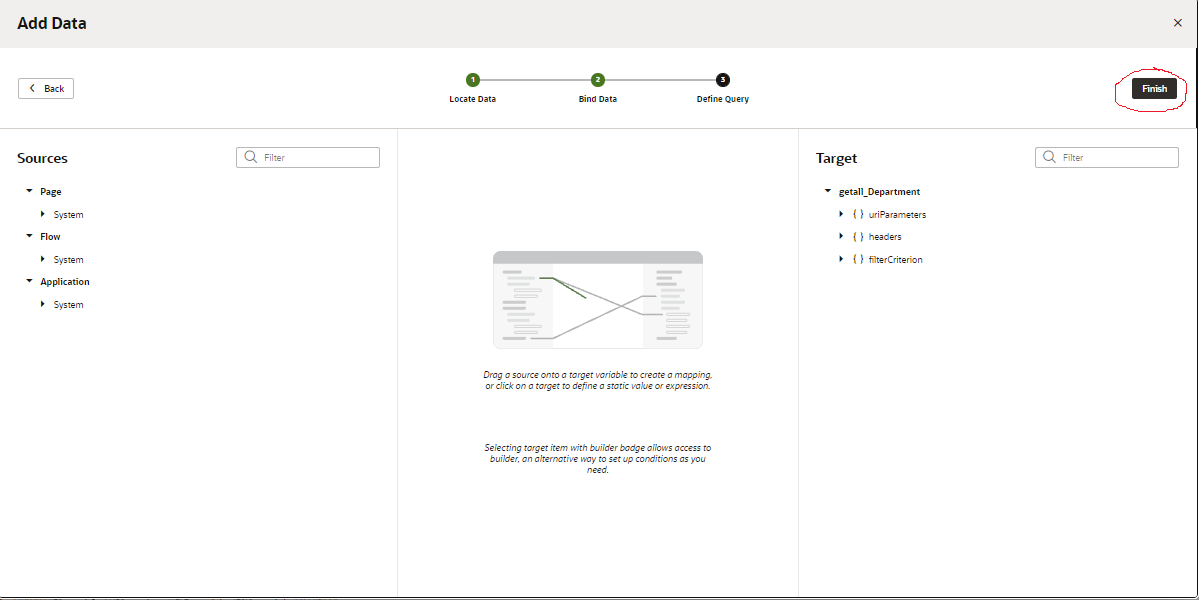 Add Data
Back
1
2
3
Locate Data
Bind Data
Define Query
Finish
Sources
Filter
Page
System
Flow
System
Application
System
Drag a source onto a target variable to create a mapping,
or click on a target to define a static value or expression.
Selecting target item with builder badge allows access to
builder, an alternative way to set up conditions as you
need.
Target
Filter
getall_Department
{ } uriParameters
{ } headers
{ } filterCriterion